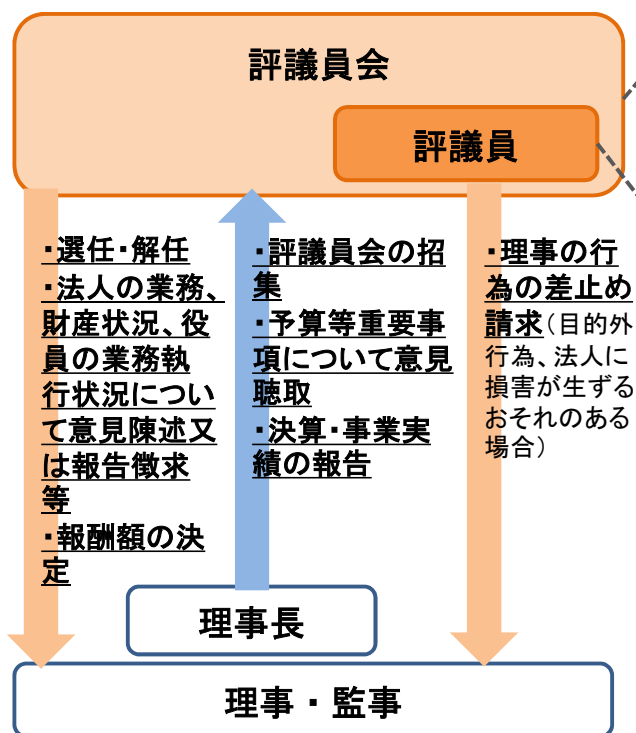 評議員会
評議員
・選任・解任
・法人の業務、
財産状況、役
員の業務執
行状況につい
て意見陳述又
は報告徴求
等
・報酬額の決
定
・評議員会の招
集
・予算等重要事
項について意見
聴取
・決算・事業実
績の報告
・理事の行
為の差止め
請求（目的外
行為、法人に
損害が生ずる
おそれのある
場合）
理事長
理事・監事